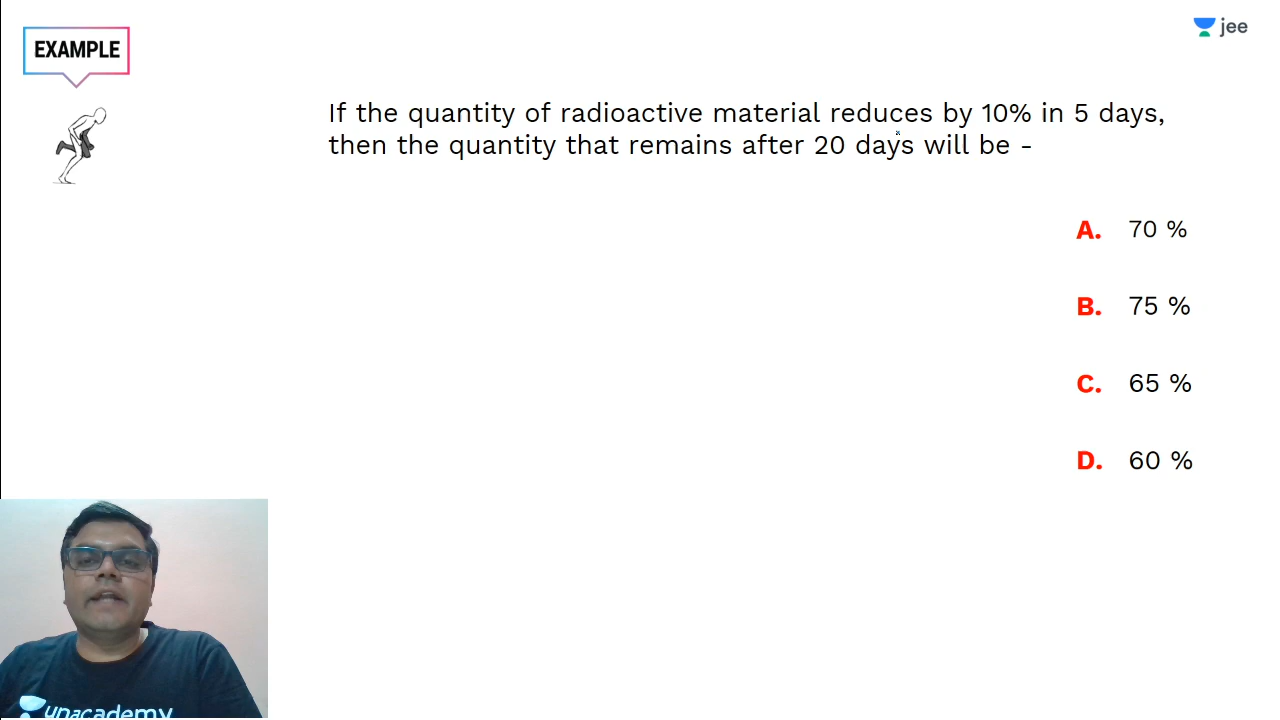 EXAMPLE
jee
If the quantity of radioactive material reduces by 10% in 5 days,
then the quantity that remains after 20 days will be -
A. 70 %
B. 75 %
C. 65 %
D. 60 %
unacademy